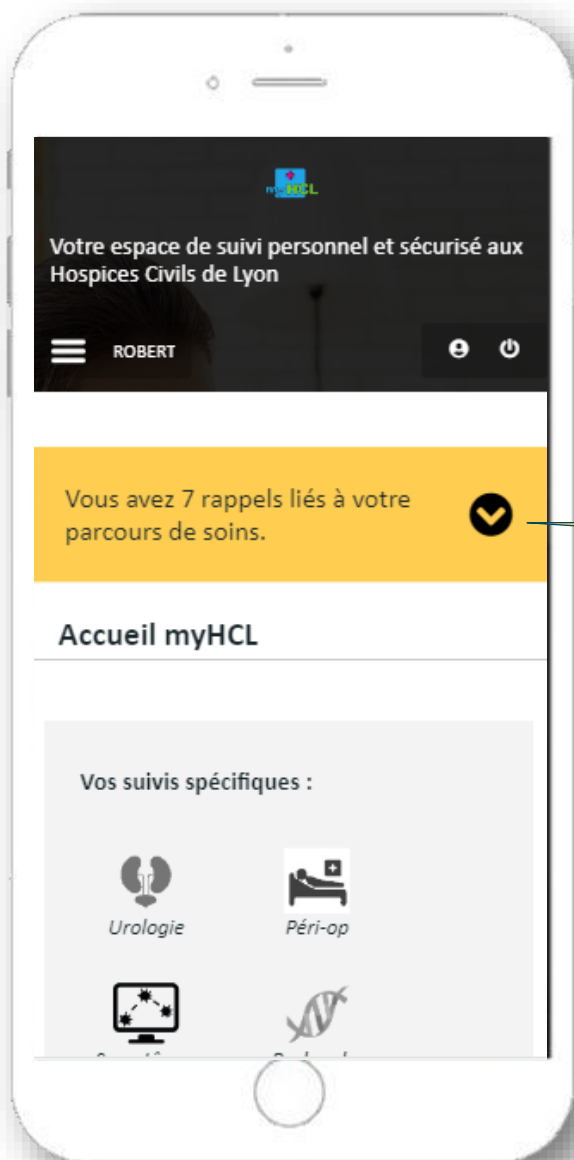 myHCL
Votre espace de suivi personnel et sécurisé aux
Hospices Civils de Lyon
ROBERT
Vous avez 7 rappels liés à votre
parcours de soins.
Accueil myHCL
Vos suivis spécifiques :
Urologie Péri-op